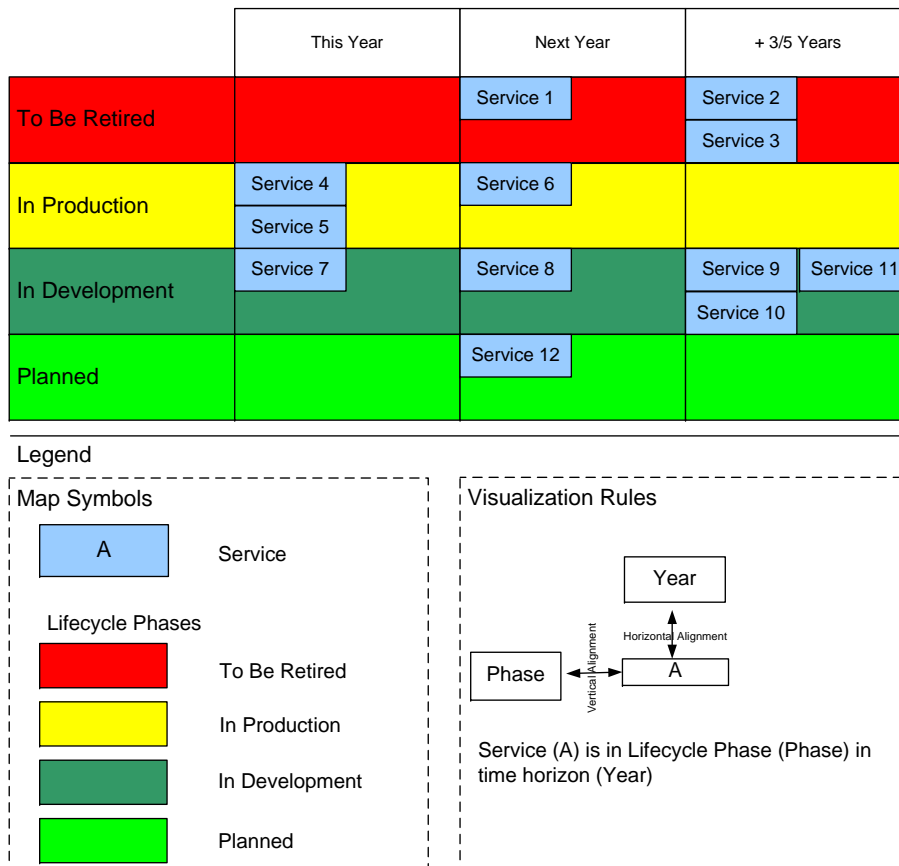 This Year Next Year + 3/5 Years
To Be Retired Service 1 Service 2
Service 3
In Production Service 4 Service 6
Service 5
In Development Service 7 Service 8 Service 9 Service 11
Service 10
Planned Service 12
Legend
Map Symbols
A Service
Lifecycle Phases
To Be Retired
In Production
In Development
Planned
Visualization Rules
Year
Horizontal Alignment
Vertical Alignment
Phase A
Service (A) is in Lifecycle Phase (Phase) in
time horizon (Year)